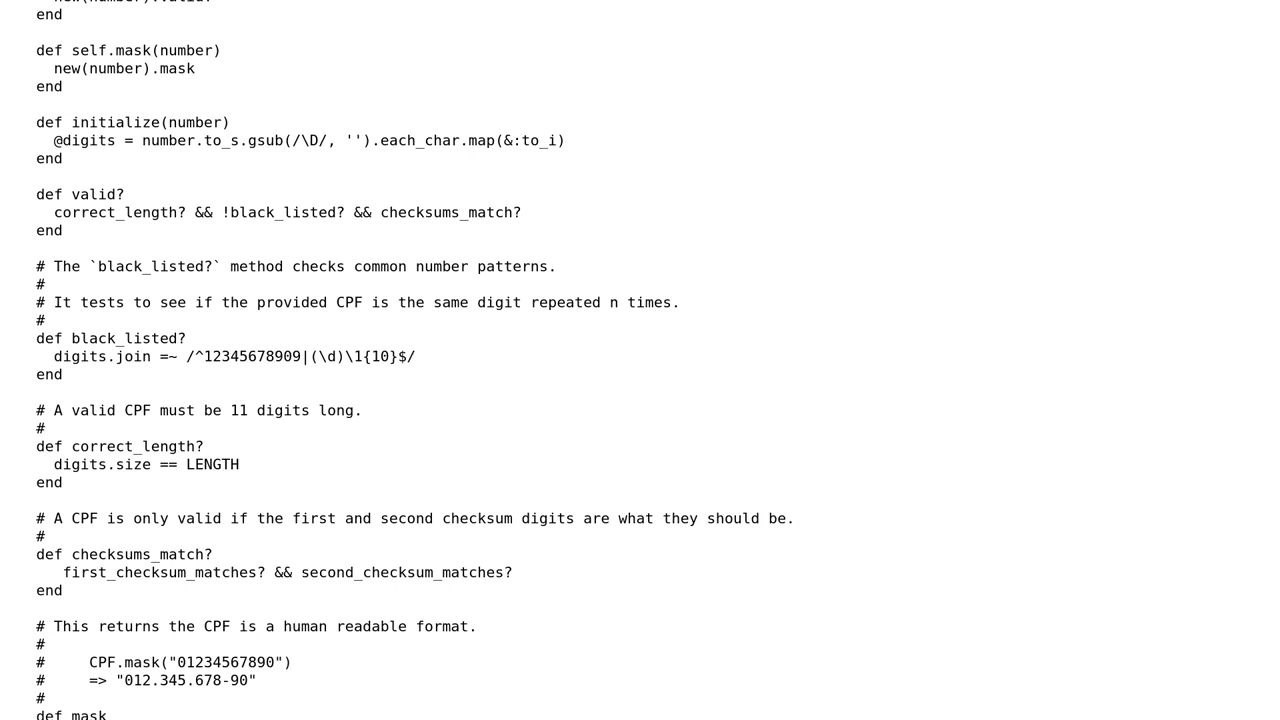 end

def self.mask(number)
  new(number).mask
end

def initialize(number)
  @digits = number.to_s.gsub(/\D/, '').each_char.map(&:to_i)
end

def valid?
  correct_length? && !black_listed? && checksums_match?
end

# The `black_listed?` method checks common number patterns.
#
# It tests to see if the provided CPF is the same digit repeated n times.
#
def black_listed?
  digits.join =~ /^12345678909|(\d)\1{10}$/
end

# A valid CPF must be 11 digits long.
#
def correct_length?
  digits.size == LENGTH
end

# A CPF is only valid if the first and second checksum digits are what they should be.
#
def checksums_match?
   first_checksum_matches? && second_checksum_matches?
end

# This returns the CPF is a human readable format.
#
#     CPF.mask("01234567890")
#     => "012.345.678-90"
#
def mask